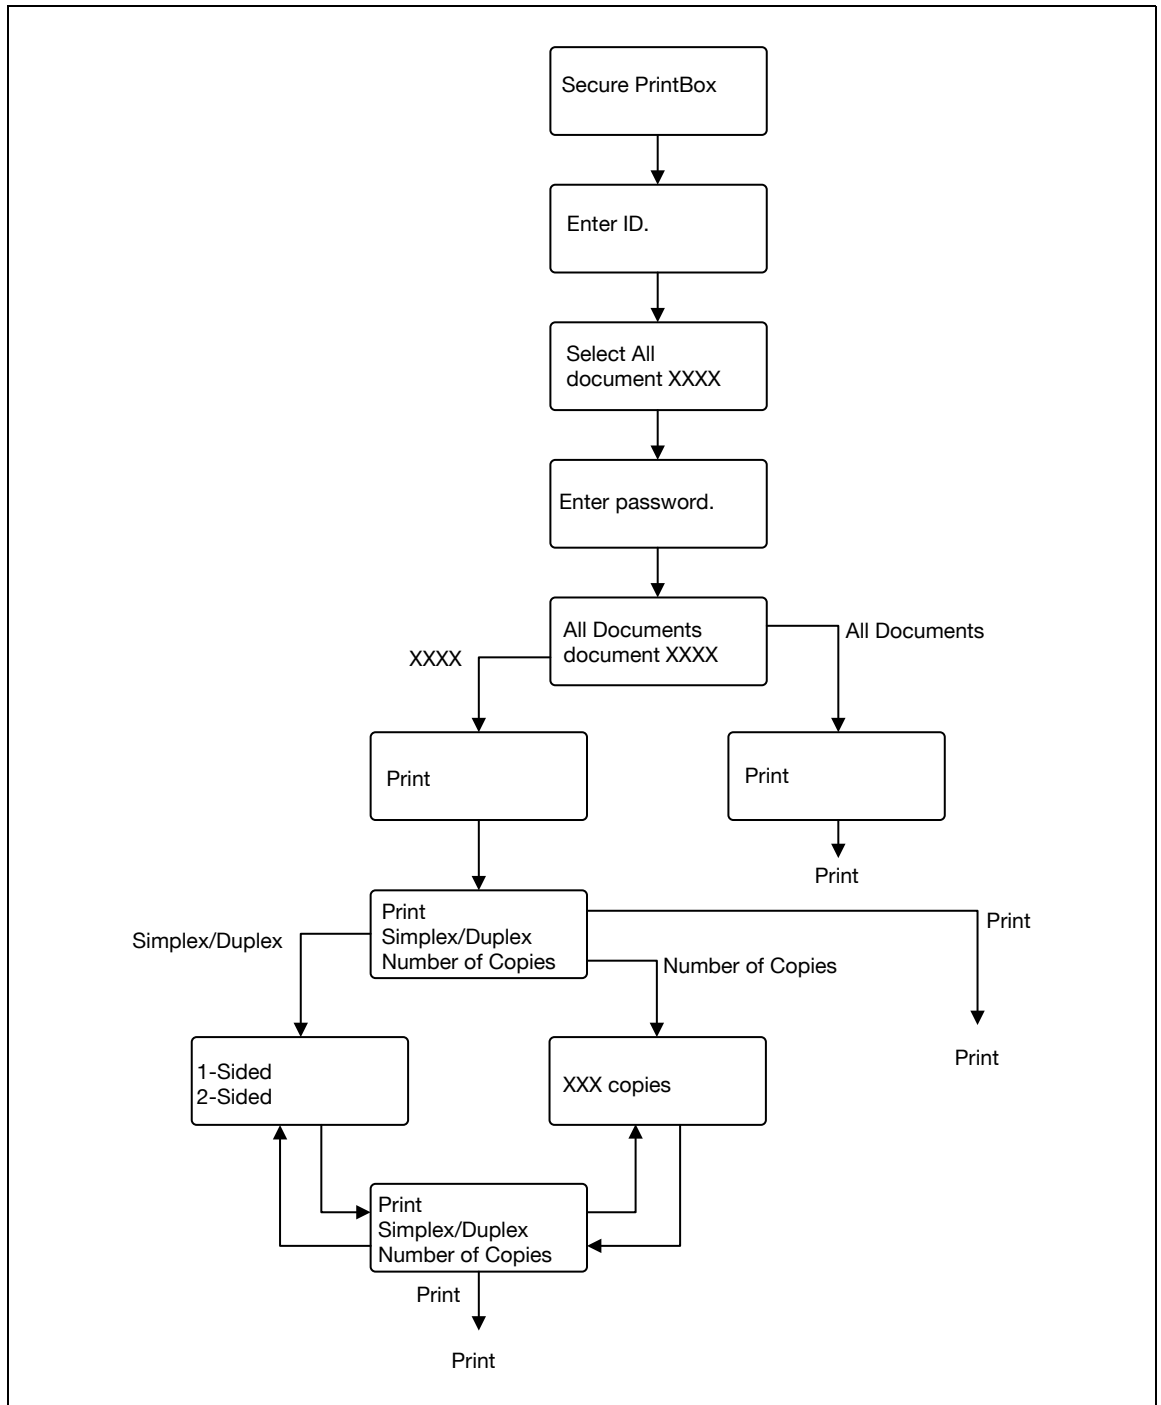 Secure PrintBox
Enter ID.
Select All
document XXXX
Enter password.
All Documents
document XXXX
All Documents
XXXX
Print
Print
Print
Print
Simplex/Duplex
Number of Copies
Print
Simplex/Duplex
Number of Copies
Print
1-Sided
2-Sided
XXX copies
Print
Simplex/Duplex
Number of Copies
Print
Print